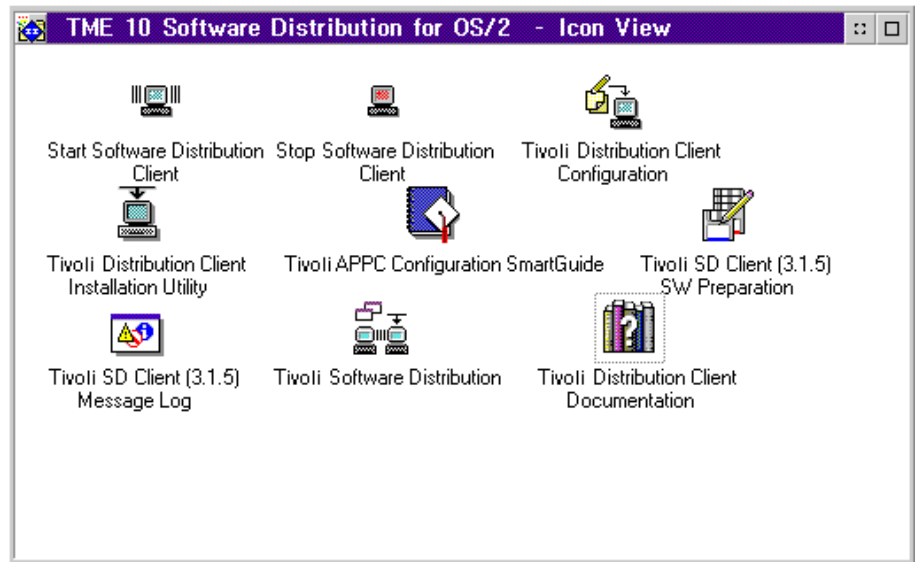 TME 10 Software Distribution for OS/2 - Icon View
Start Software Distribution Client
Stop Software Distribution Client
Tivoli Distribution Client Configuration
Tivoli Distribution Client Installation Utility
Tivoli APPC Configuration SmartGuide
Tivoli SD Client (3.1.5) SW Preparation
Tivoli SD Client (3.1.5) Message Log
Tivoli Software Distribution
Tivoli Distribution Client Documentation